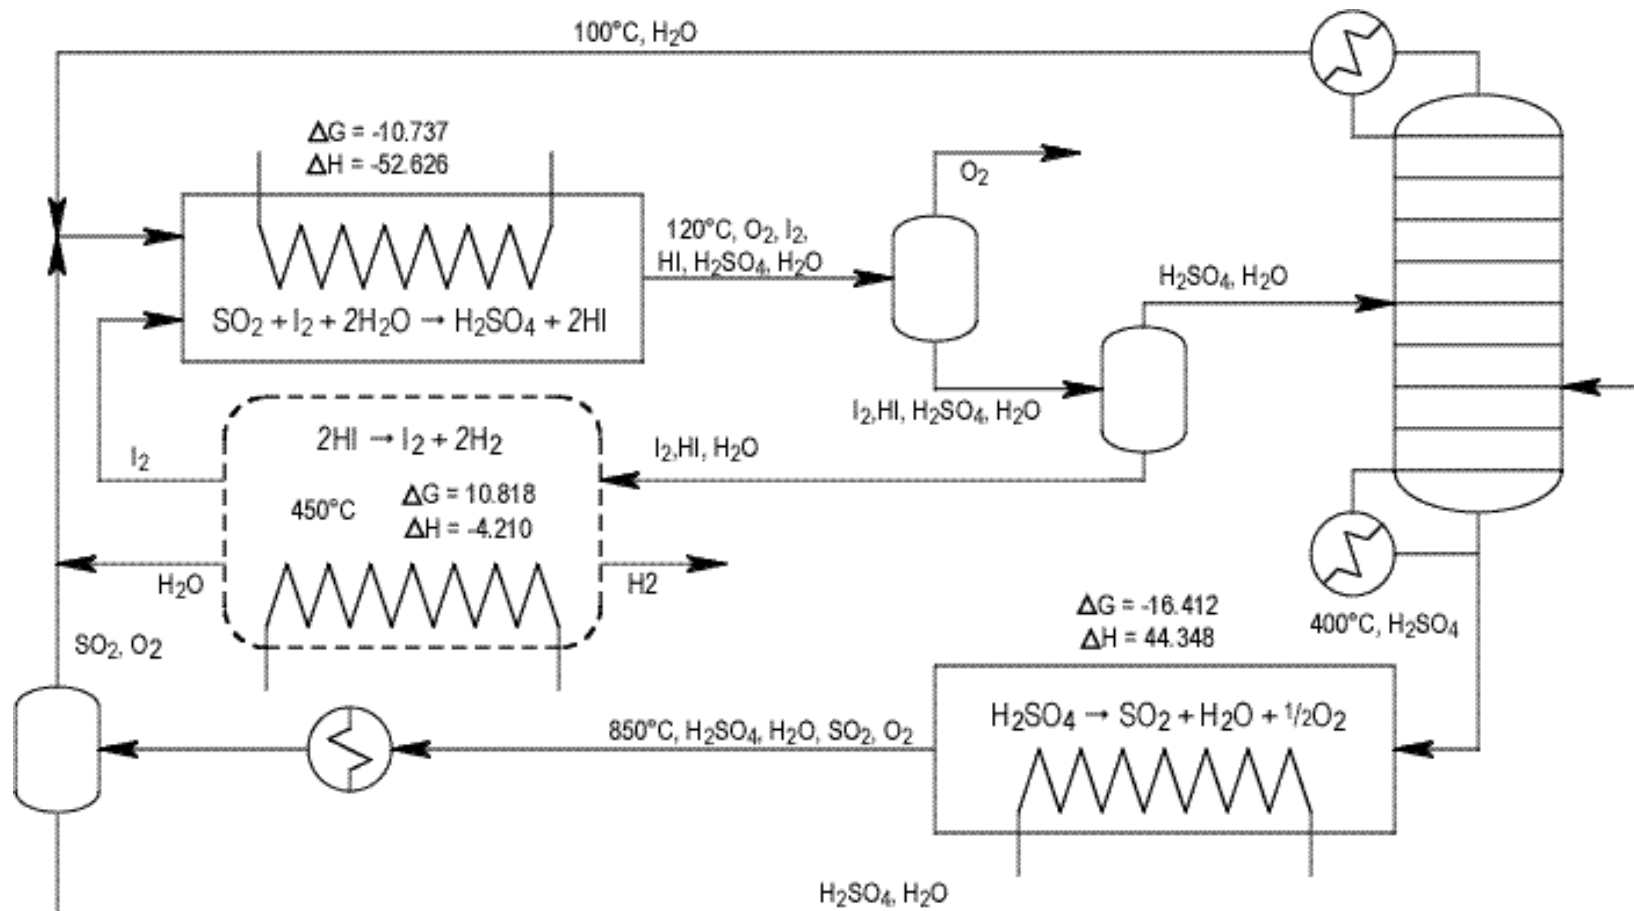 100°C, H₂O
ΔG = -10.737
ΔH = -52.626
O₂
120°C, O₂, I₂,
HI, H₂SO₄, H₂O
H₂SO₄, H₂O
SO₂ + I₂ + 2H₂O → H₂SO₄ + 2HI
I₂,HI, H₂SO₄, H₂O
2HI → I₂ + 2H₂
I₂
I₂,HI, H₂O
450°C
ΔG = 10.818
ΔH = -4.210
H₂O
H2
ΔG = -16.412
ΔH = 44.348
400°C, H₂SO₄
SO₂, O₂
H₂SO₄ → SO₂ + H₂O + 1/2O₂
850°C, H₂SO₄, H₂O, SO₂, O₂
H₂SO₄, H₂O